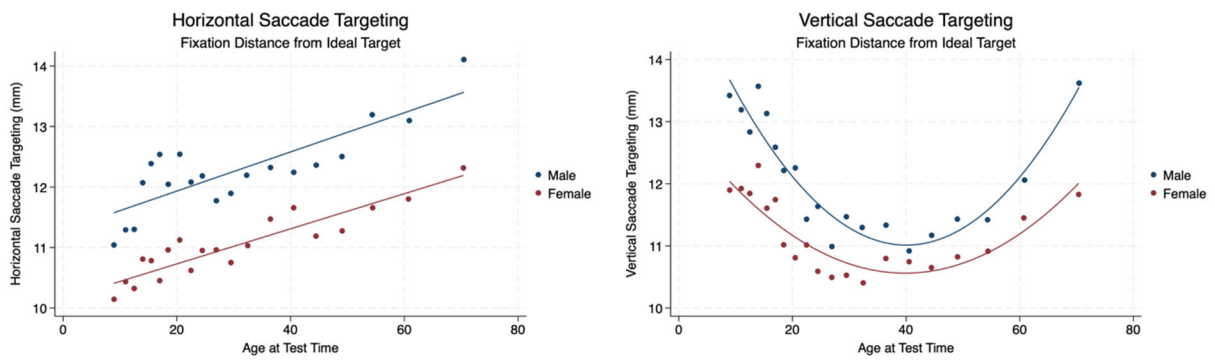 Horizontal Saccade Targeting
Fixation Distance from Ideal Target
Horizontal Saccade Targeting (mm)
14
13
12
11
10
0
20
40
60
80
Age at Test Time
Male
Female
Vertical Saccade Targeting
Fixation Distance from Ideal Target
Vertical Saccade Targeting (mm)
14
13
12
11
10
0
20
40
60
80
Age at Test Time
Male
Female